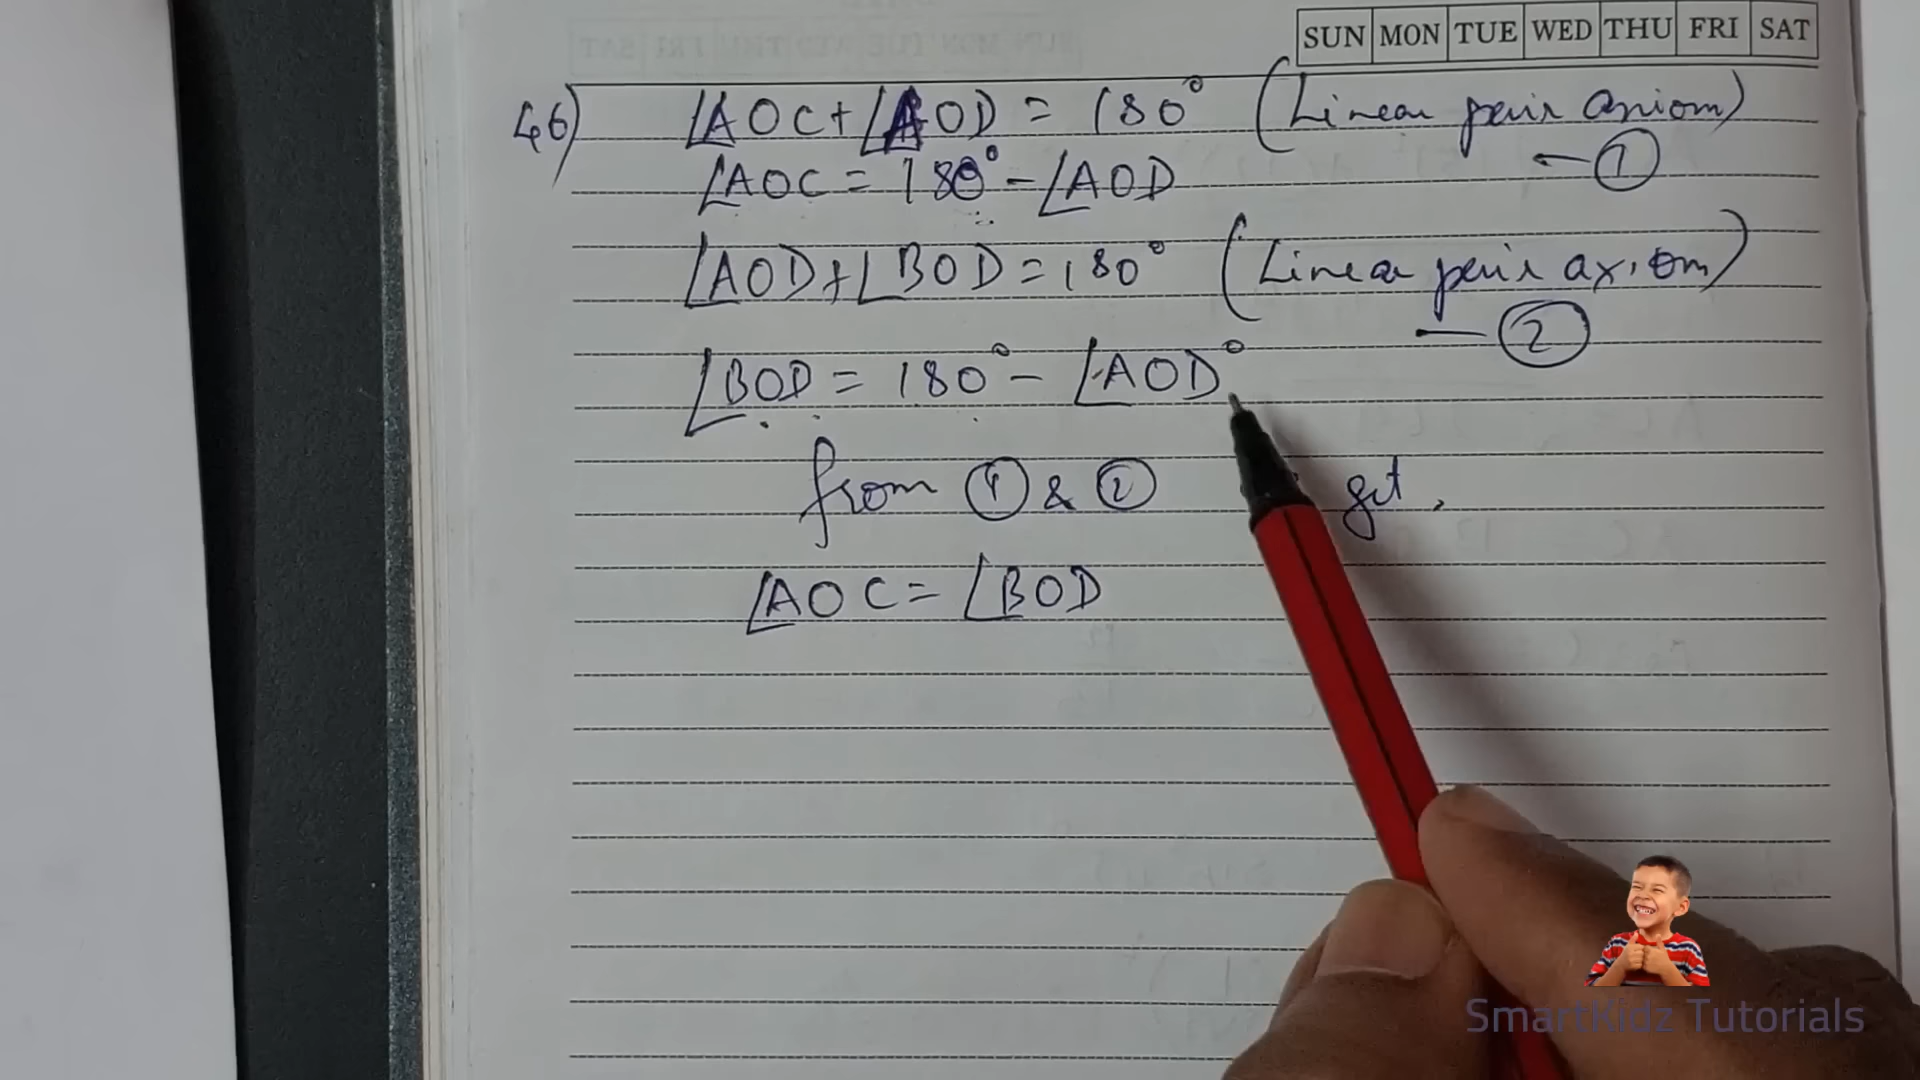 SUN MON TUE WED THU FRI SAT
46) ∠AOC + ∠AOD = 180° (Linear pair axiom)
← ①
∠AOC = 180° - ∠AOD
∠AOD + ∠BOD = 180° (Linear pair axiom)
— ②
∠BOD = 180° - ∠AOD°
from ① & ② get,
∠AOC = ∠BOD
SmartKidz Tutorials